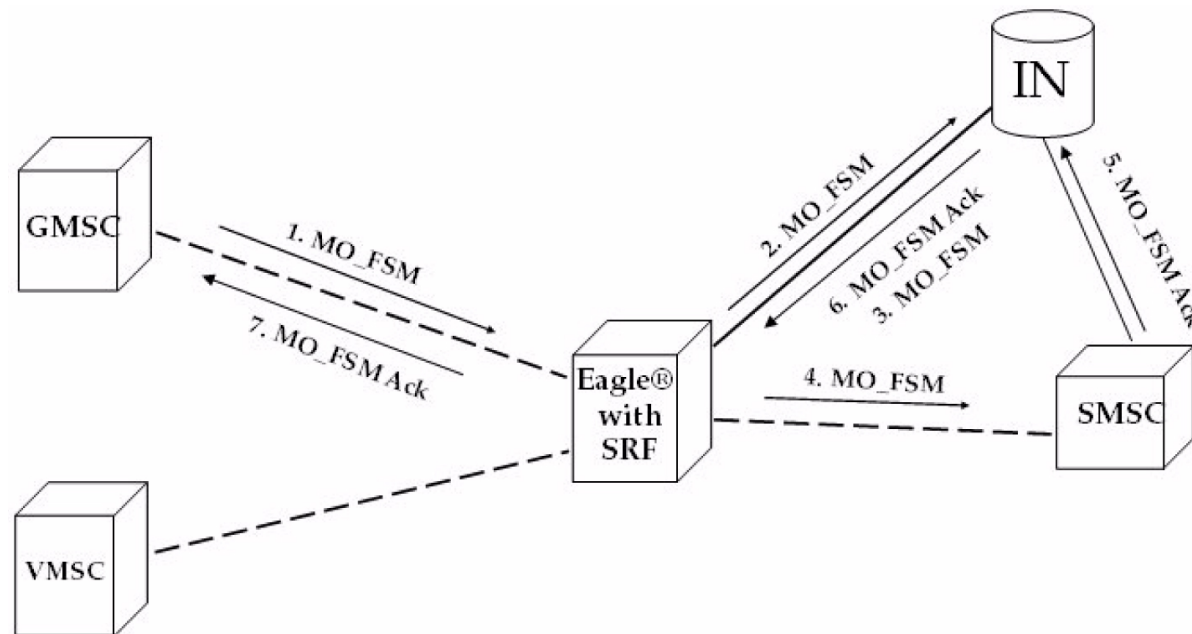 IN
GMSC
1. MO_FSM
7. MO_FSM Ack
2. MO_FSM
6. MO_FSM Ack
3. MO_FSM
5. MO_FSM Ack
Eagle®
with
SRF
4. MO_FSM
SMSC
VMSC